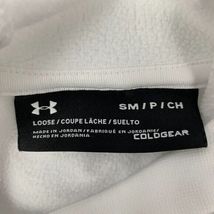 SM / P / CH
LOOSE / COUPE LÂCHE / SUELTO
MADE IN JORDAN / FABRIQUÉ EN JORDANIE /
HECHO EN JORDANIA
COLDGEAR